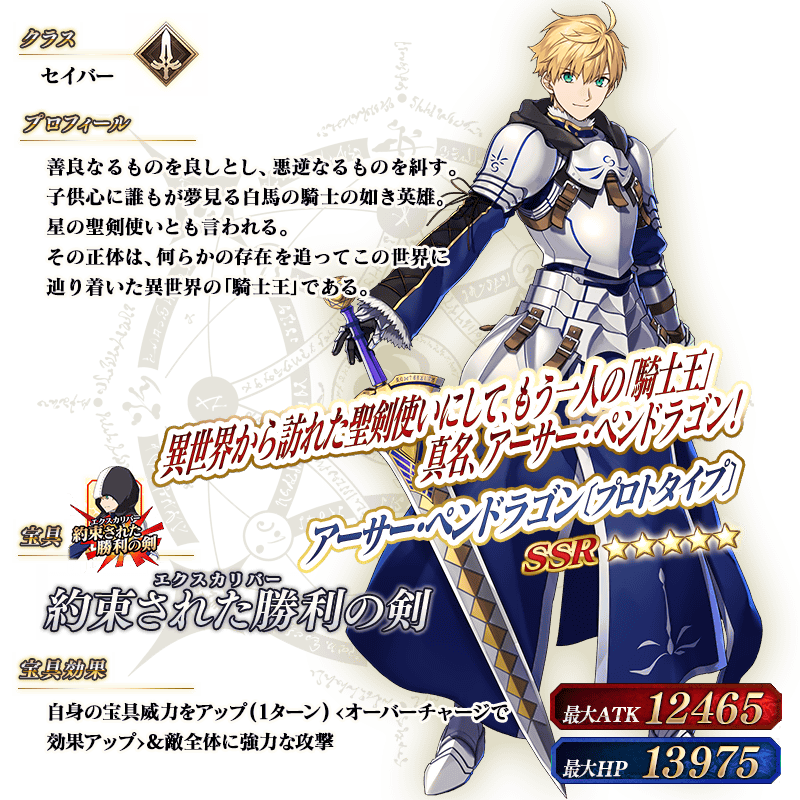 クラス
セイバー
プロフィール
善良なるものを良しとし、悪逆なるものを糾す。
子供心に誰もが夢見る白馬の騎士の如き英雄。
星の聖剣使いとも言われる。
その正体は、何らかの存在を追ってこの世界に
辿り着いた異世界の「騎士王」である。
異世界から訪れた聖剣使いにして、もう一人の「騎士王」
真名、アーサー・ペンドラゴン!
アーサー・ペンドラゴン〔プロトタイプ〕
SSR
宝具
エクスカリバー
約束された
勝利の剣
エクスカリバー
約束された勝利の剣
宝具効果
自身の宝具威力をアップ(1ターン)<オーバーチャージで
効果アップ>&敵全体に強力な攻撃
最大ATK 12465
最大HP 13975